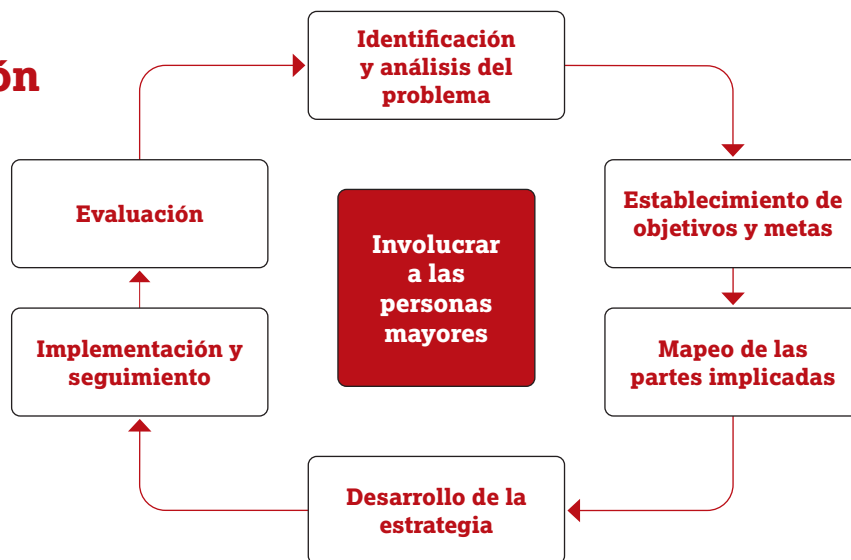 Identificación
y análisis del
problema
Establecimiento de
objetivos y metas
Mapeo de las
partes implicadas
Desarrollo de la
estrategia
Implementación y
seguimiento
Evaluación
Involucrar
a las
personas
mayores